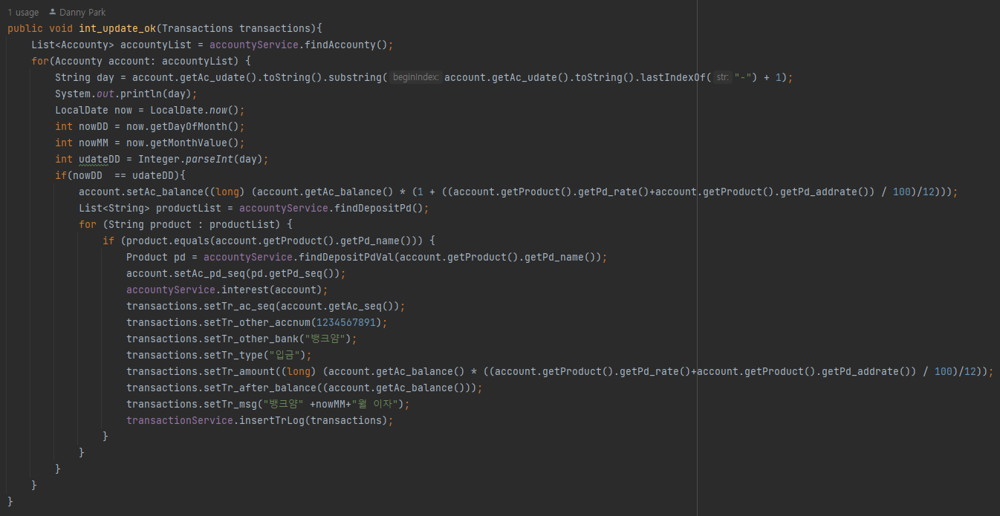 1 usage Danny Park
public void int_update_ok(Transactions transactions){
    List<Accounty> accountyList = accountyService.findAccounty();
    for(Accounty account: accountyList) {
        String day = account.getAc_udate().toString().substring( beginIndex: account.getAc_udate().toString().lastIndexOf( str: "-") + 1);
        System.out.println(day);
        LocalDate now = LocalDate.now();
        int nowDD = now.getDayOfMonth();
        int nowMM = now.getMonthValue();
        int udateDD = Integer.parseInt(day);
        if(nowDD  == udateDD){
            account.setAc_balance((long) (account.getAc_balance() * (1 + ((account.getProduct().getPd_rate()+account.getProduct().getPd_addrate()) / 100)/12)));
            List<String> productList = accountyService.findDepositPd();
            for (String product : productList) {
                if (product.equals(account.getProduct().getPd_name())) {
                    Product pd = accountyService.findDepositPdVal(account.getProduct().getPd_name());
                    account.setAc_pd_seq(pd.getPd_seq());
                    accountyService.interest(account);
                    transactions.setTr_ac_seq(account.getAc_seq());
                    transactions.setTr_other_accnum(1234567891);
                    transactions.setTr_other_bank("뱅크얌");
                    transactions.setTr_type("입금");
                    transactions.setTr_amount((long) (account.getAc_balance() * ((account.getProduct().getPd_rate()+account.getProduct().getPd_addrate()) / 100)/12));
                    transactions.setTr_after_balance((account.getAc_balance()));
                    transactions.setTr_msg("뱅크얌" +nowMM+"월 이자");
                    transactionService.insertTrLog(transactions);
                }
            }
        }
    }
}